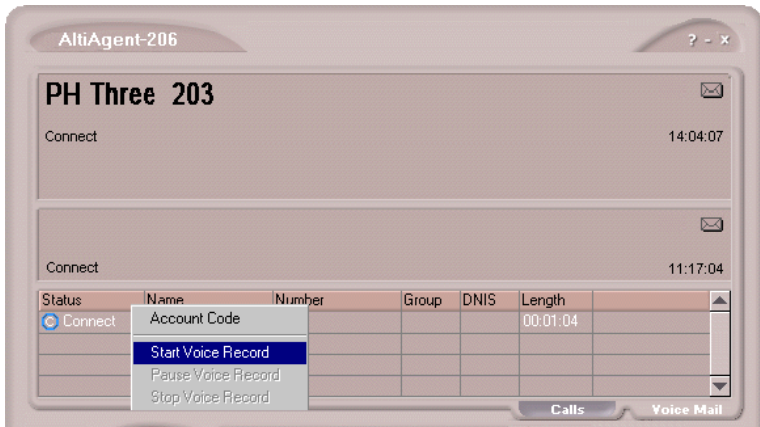 AltiAgent-206 ? - x
PH Three 203
Connect 14:04:07
Connect 11:17:04
Status Name Number Group DNIS Length
C Connect 00:01:04
Account Code
Start Voice Record
Pause Voice Record
Stop Voice Record
Calls Voice Mail